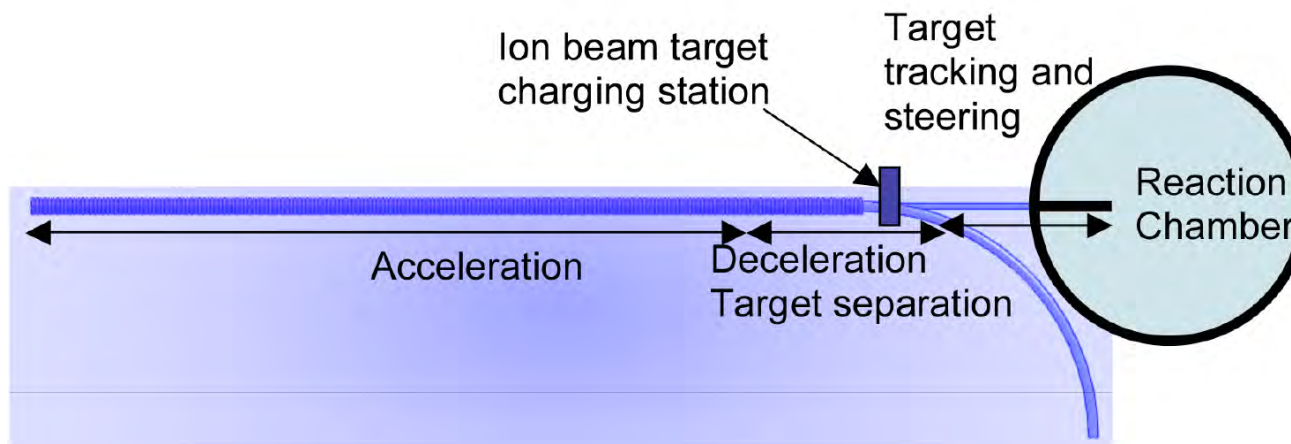 Ion beam target
charging station
Target
tracking and
steering
Reaction
Chamber
Acceleration
Deceleration
Target separation